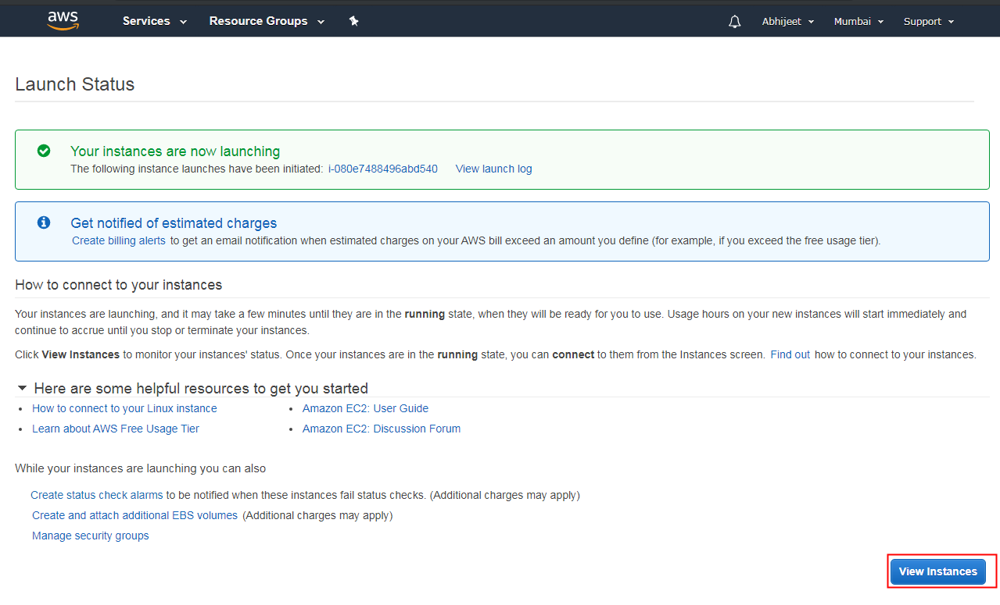 aws Services Resource Groups Abhijeet Mumbai Support
Launch Status
Your instances are now launching
The following instance launches have been initiated: i-080e7488496abd540 View launch log
Get notified of estimated charges
Create billing alerts to get an email notification when estimated charges on your AWS bill exceed an amount you define (for example, if you exceed the free usage tier).
How to connect to your instances
Your instances are launching, and it may take a few minutes until they are in the running state, when they will be ready for you to use. Usage hours on your new instances will start immediately and
continue to accrue until you stop or terminate your instances.
Click View Instances to monitor your instances' status. Once your instances are in the running state, you can connect to them from the Instances screen. Find out how to connect to your instances.
Here are some helpful resources to get you started
• How to connect to your Linux instance • Amazon EC2: User Guide
• Learn about AWS Free Usage Tier • Amazon EC2: Discussion Forum
While your instances are launching you can also
Create status check alarms to be notified when these instances fail status checks. (Additional charges may apply)
Create and attach additional EBS volumes (Additional charges may apply)
Manage security groups
View Instances